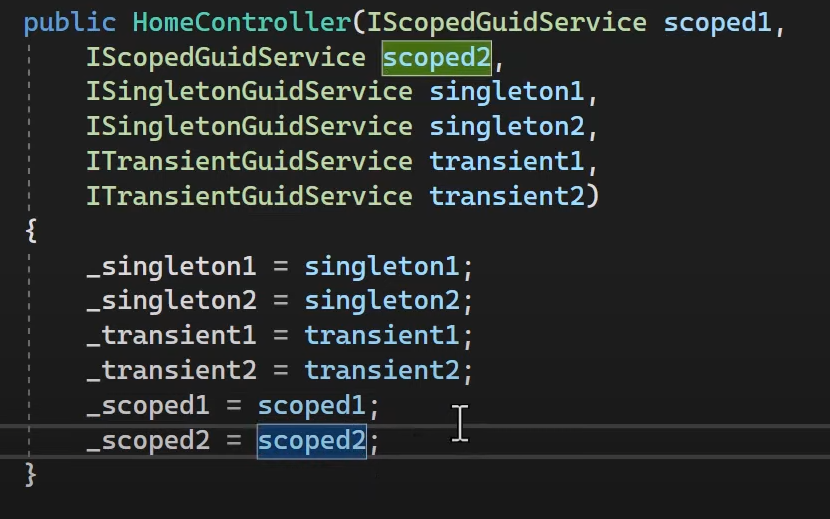 public HomeController(IScopedGuidService scoped1,
IScopedGuidService scoped2,
ISingletonGuidService singleton1,
ISingletonGuidService singleton2,
ITransientGuidService transient1,
ITransientGuidService transient2)
{
_singleton1 = singleton1;
_singleton2 = singleton2;
_transient1 = transient1;
_transient2 = transient2;
_scoped1 = scoped1;
_scoped2 = scoped2;
}